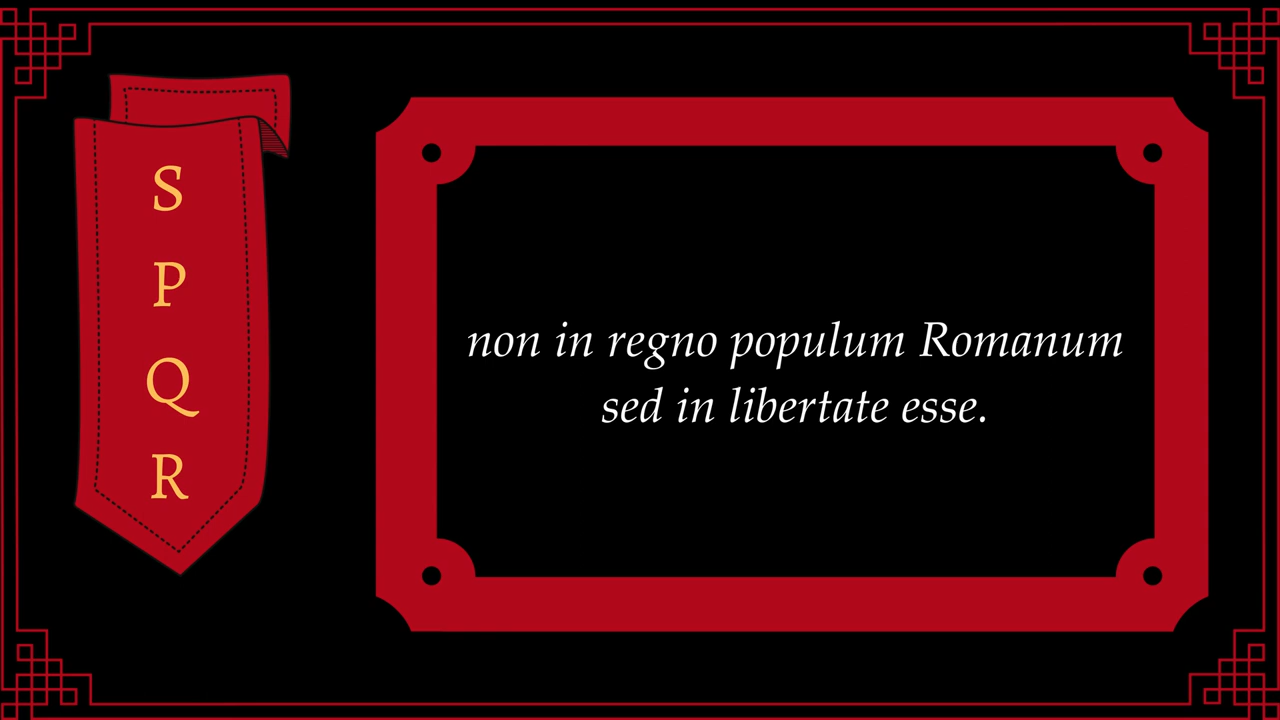 S
P
Q
R
non in regno populum Romanum
sed in libertate esse.